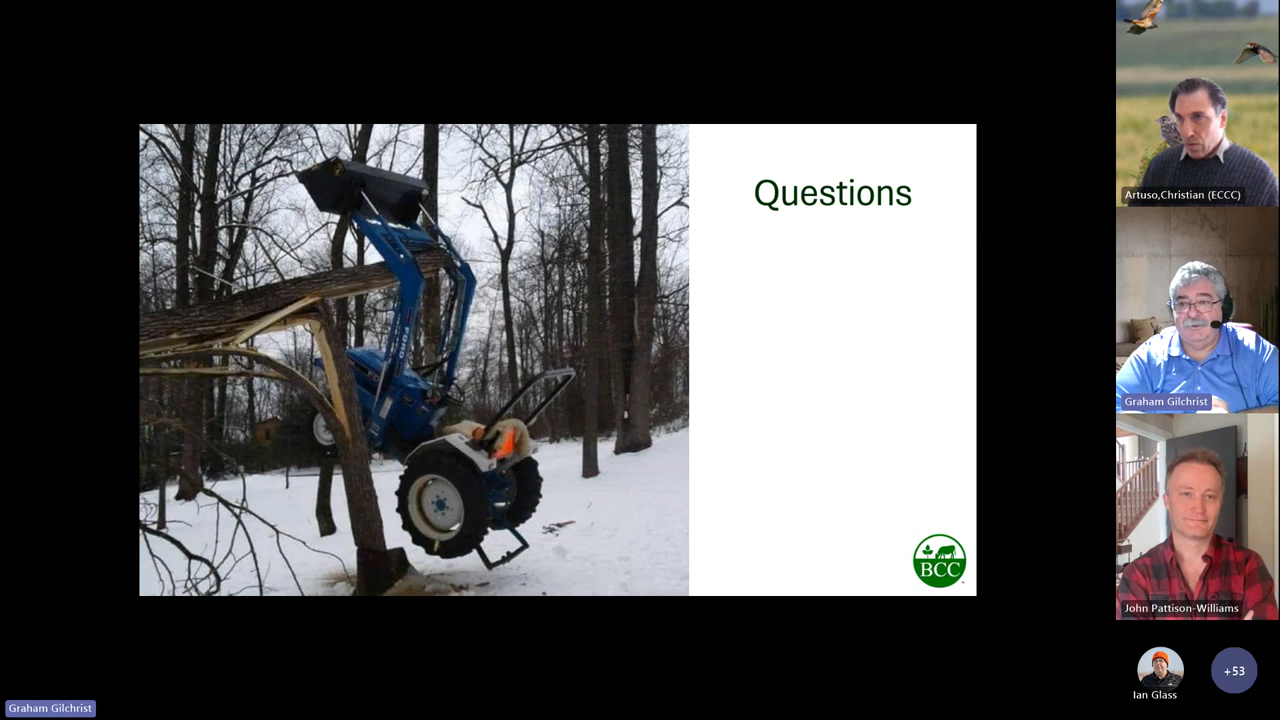 Questions
BCC
Artuso,Christian (ECCC)
Graham Gilchrist
John Pattison-Williams
Ian Glass
+53
Graham Gilchrist